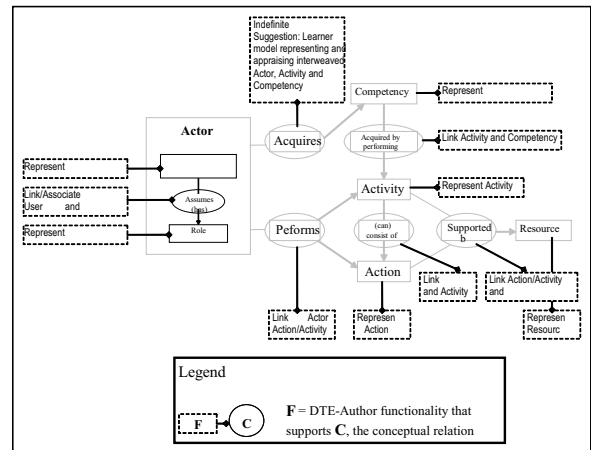 Indefinite
Suggestion: Learner
model representing and
appraising interweaved
Actor, Activity and
Competency
Competency
Represent
Actor
Acquires
Acquired by
performing
Link Activity and Competency
Represent
Link/Associate
User and
Assumes
(has)
Activity
Represent Activity
Represent
Role
Peforms
(can)
consist of
Supported
b
Resource
Action
Link
and Activity
Link Action/Activity
and
Link Actor
Action/Activity
Represen
Action
Represen
Resourc
Legend
F
C
F = DTE-Author functionality that
supports C, the conceptual relation